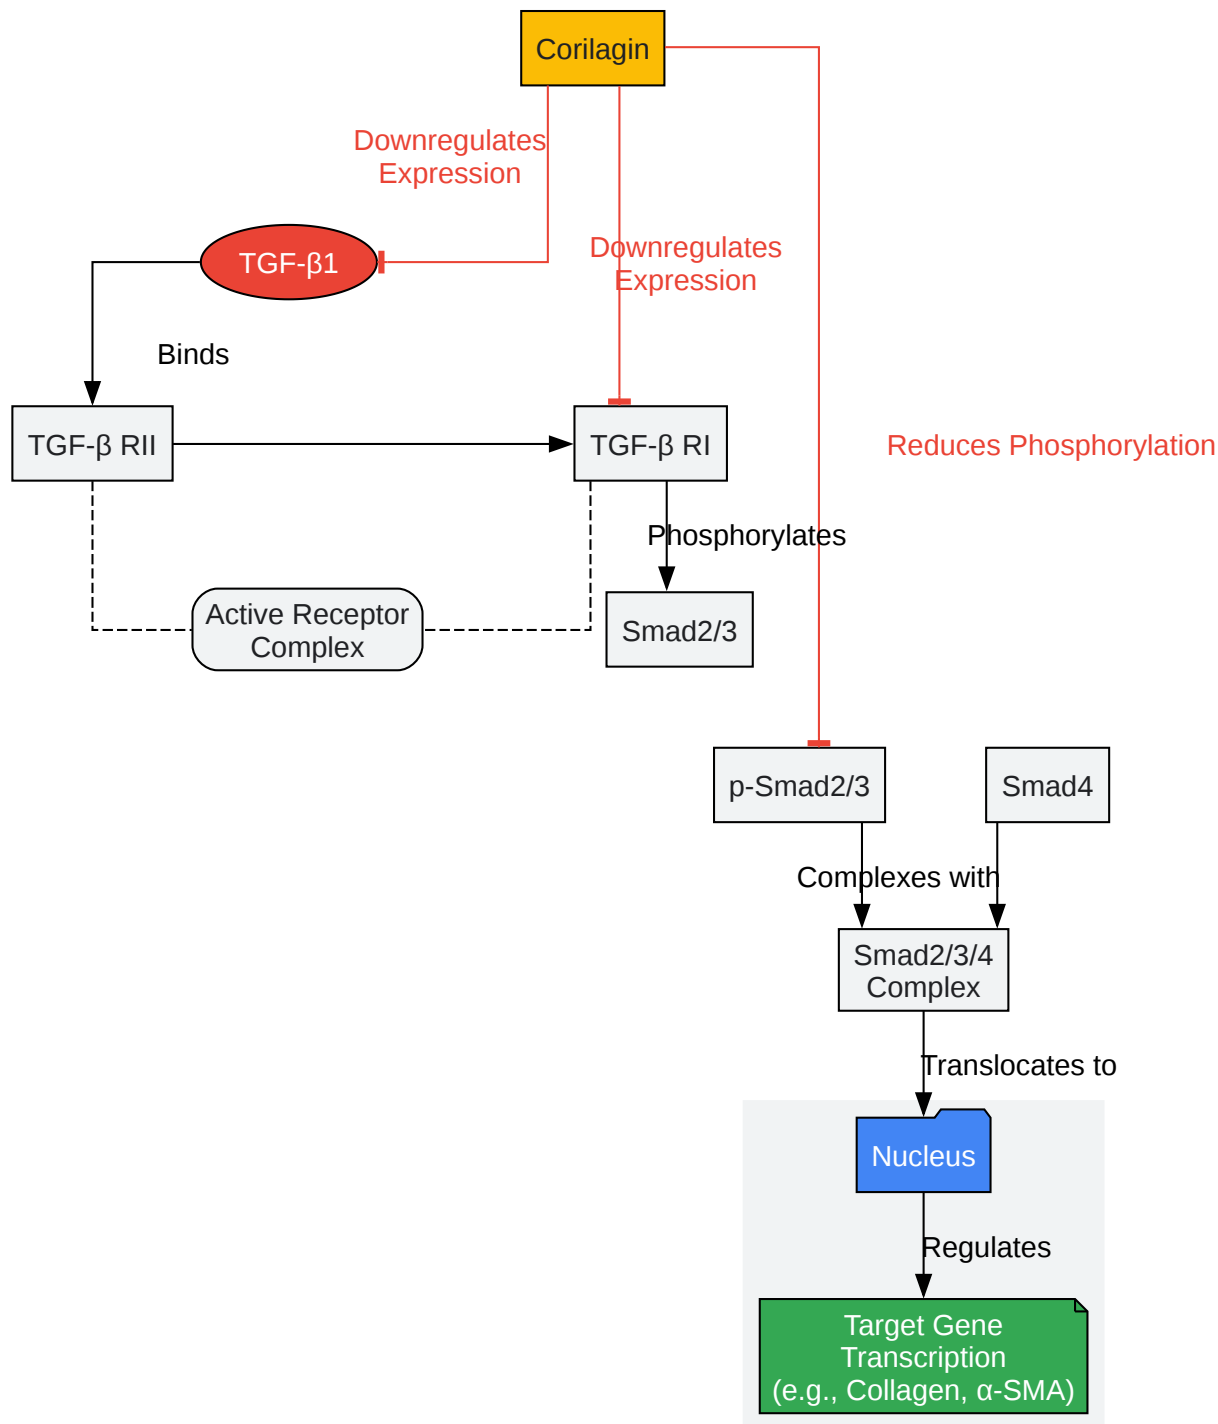 Corilagin
Downregulates
Expression
TGF-β1
Downregulates
Expression
Binds
TGF-β RII
TGF-β RI
Reduces Phosphorylation
Phosphorylates
Active Receptor
Complex
Smad2/3
p-Smad2/3
Smad4
Complexes with
Smad2/3/4
Complex
Translocates to
Nucleus
Regulates
Target Gene
Transcription
(e.g., Collagen, α-SMA)